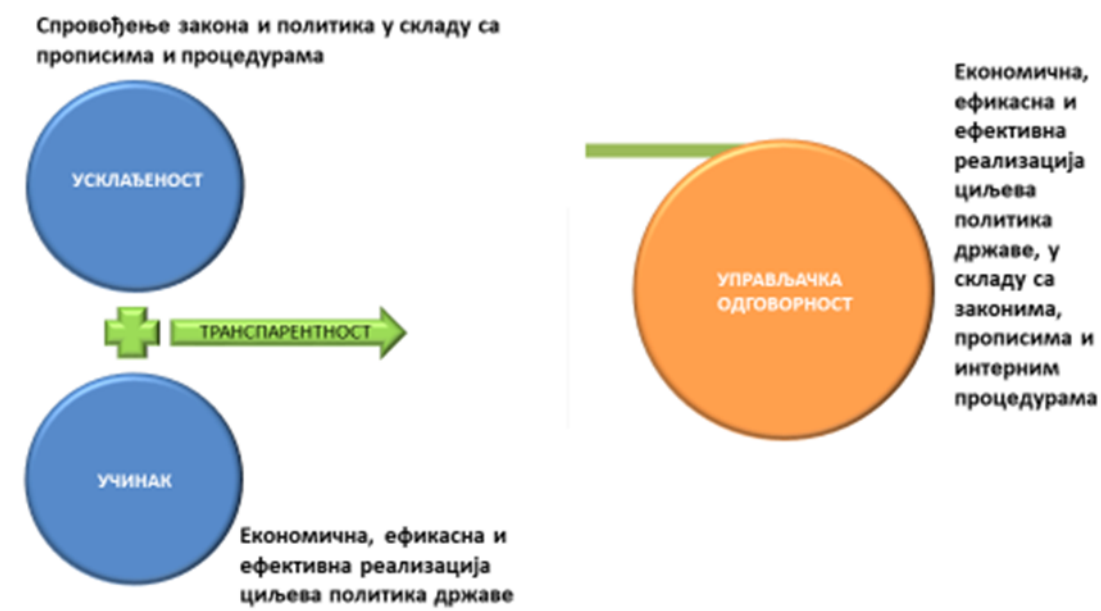 Спровођење закона и политика у складу са
прописима и процедурама
УСКЛАЂЕНОСТ
ТРАНСПАРЕНТНОСТ
УЧИНАК
Економична, ефикасна и
ефективна реализација
циљева политика државе
УПРАВЉАЧКА
ОДГОВОРНОСТ
Економична,
ефикасна и
ефективна
реализација
циљева
политика
државе, у
складу са
законима,
прописима и
интерним
процедурама